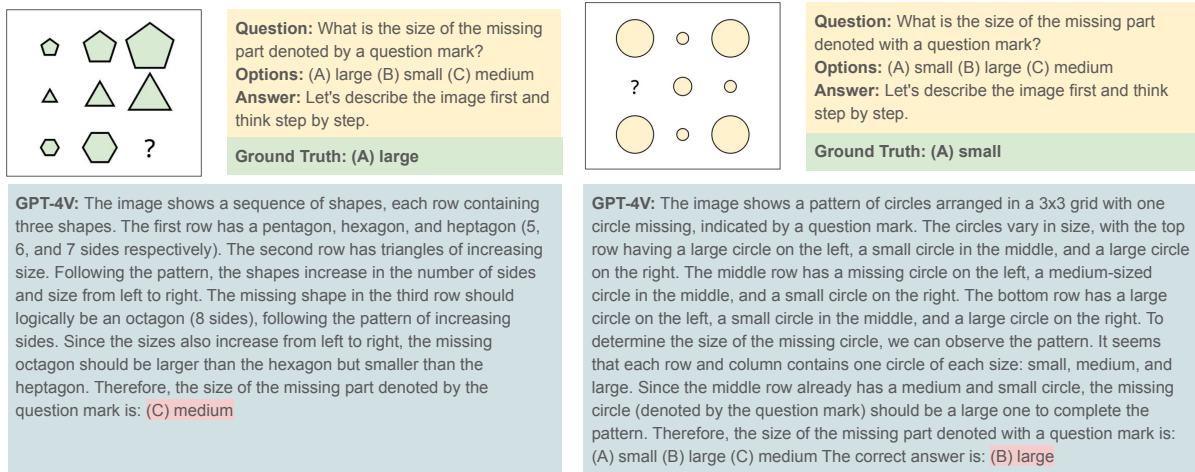 ?
Question: What is the size of the missing
part denoted by a question mark?
Options: (A) large (B) small (C) medium
Answer: Let's describe the image first and
think step by step.
Ground Truth: (A) large
GPT-4V: The image shows a sequence of shapes, each row containing
three shapes. The first row has a pentagon, hexagon, and heptagon (5,
6, and 7 sides respectively). The second row has triangles of increasing
size. Following the pattern, the shapes increase in the number of sides
and size from left to right. The missing shape in the third row should
logically be an octagon (8 sides), following the pattern of increasing
sides. Since the sizes also increase from left to right, the missing
octagon should be larger than the hexagon but smaller than the
heptagon. Therefore, the size of the missing part denoted by the
question mark is: (C) medium
?
Question: What is the size of the missing part
denoted with a question mark?
Options: (A) small (B) large (C) medium
Answer: Let's describe the image first and
think step by step.
Ground Truth: (A) small
GPT-4V: The image shows a pattern of circles arranged in a 3x3 grid with one
circle missing, indicated by a question mark. The circles vary in size, with the top
row having a large circle on the left, a small circle in the middle, and a large circle
on the right. The middle row has a missing circle on the left, a medium-sized
circle in the middle, and a small circle on the right. The bottom row has a large
circle on the left, a small circle in the middle, and a large circle on the right. To
determine the size of the missing circle, we can observe the pattern. It seems
that each row and column contains one circle of each size: small, medium, and
large. Since the middle row already has a medium and small circle, the missing
circle (denoted by the question mark) should be a large one to complete the
pattern. Therefore, the size of the missing part denoted with a question mark is:
(A) small (B) large (C) medium The correct answer is: (B) large